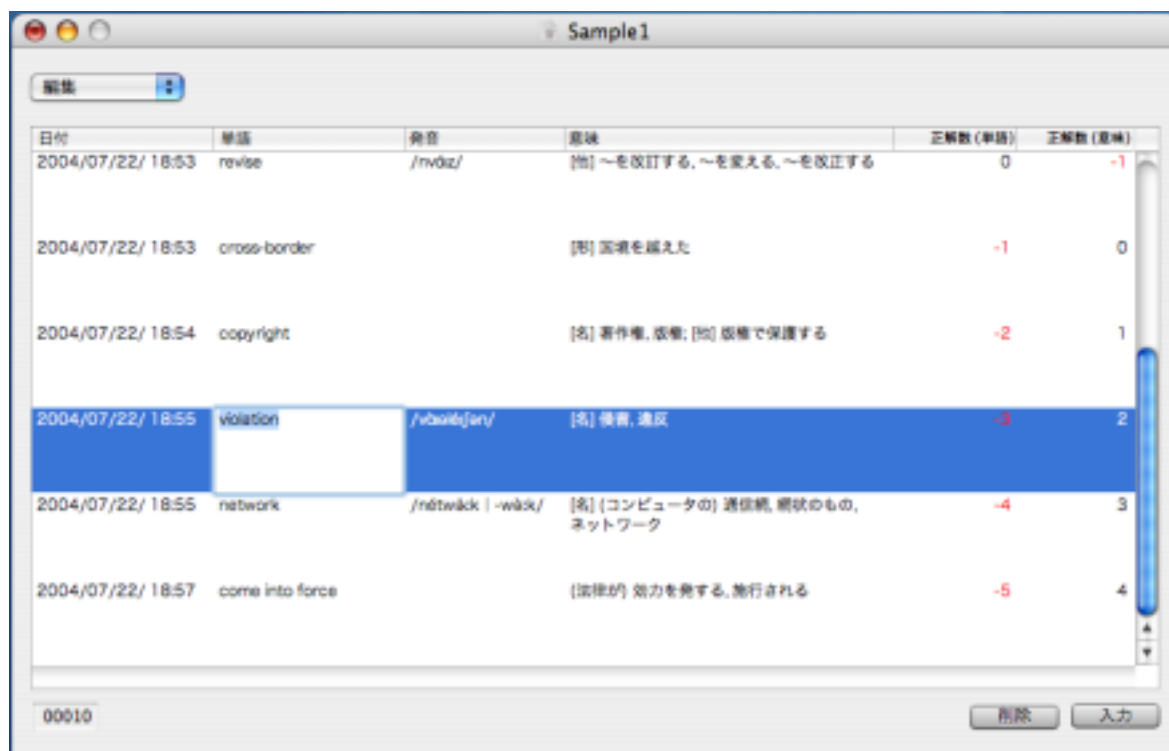 Sample1
編集
日付 単語 発音 意味 正解数(単語) 正解数(意味)
2004/07/22/ 18:53 revise [他] ～を改訂する, ～を変える, ～を改正する 0 -1
2004/07/22/ 18:53 cross-border [形] 国境を越えた -1 0
2004/07/22/ 18:54 copyright [名] 著作権, 版権; [他] 版権で保護する -2 1
2004/07/22/ 18:55 violation [名] 侵害, 違反 -3 2
2004/07/22/ 18:55 network [名] (コンピュータの) 通信網, 網状のもの, -4 3
ネットワーク
2004/07/22/ 18:57 come into force (法律が) 効力を発する, 施行される -5 4
00010 削除 入力